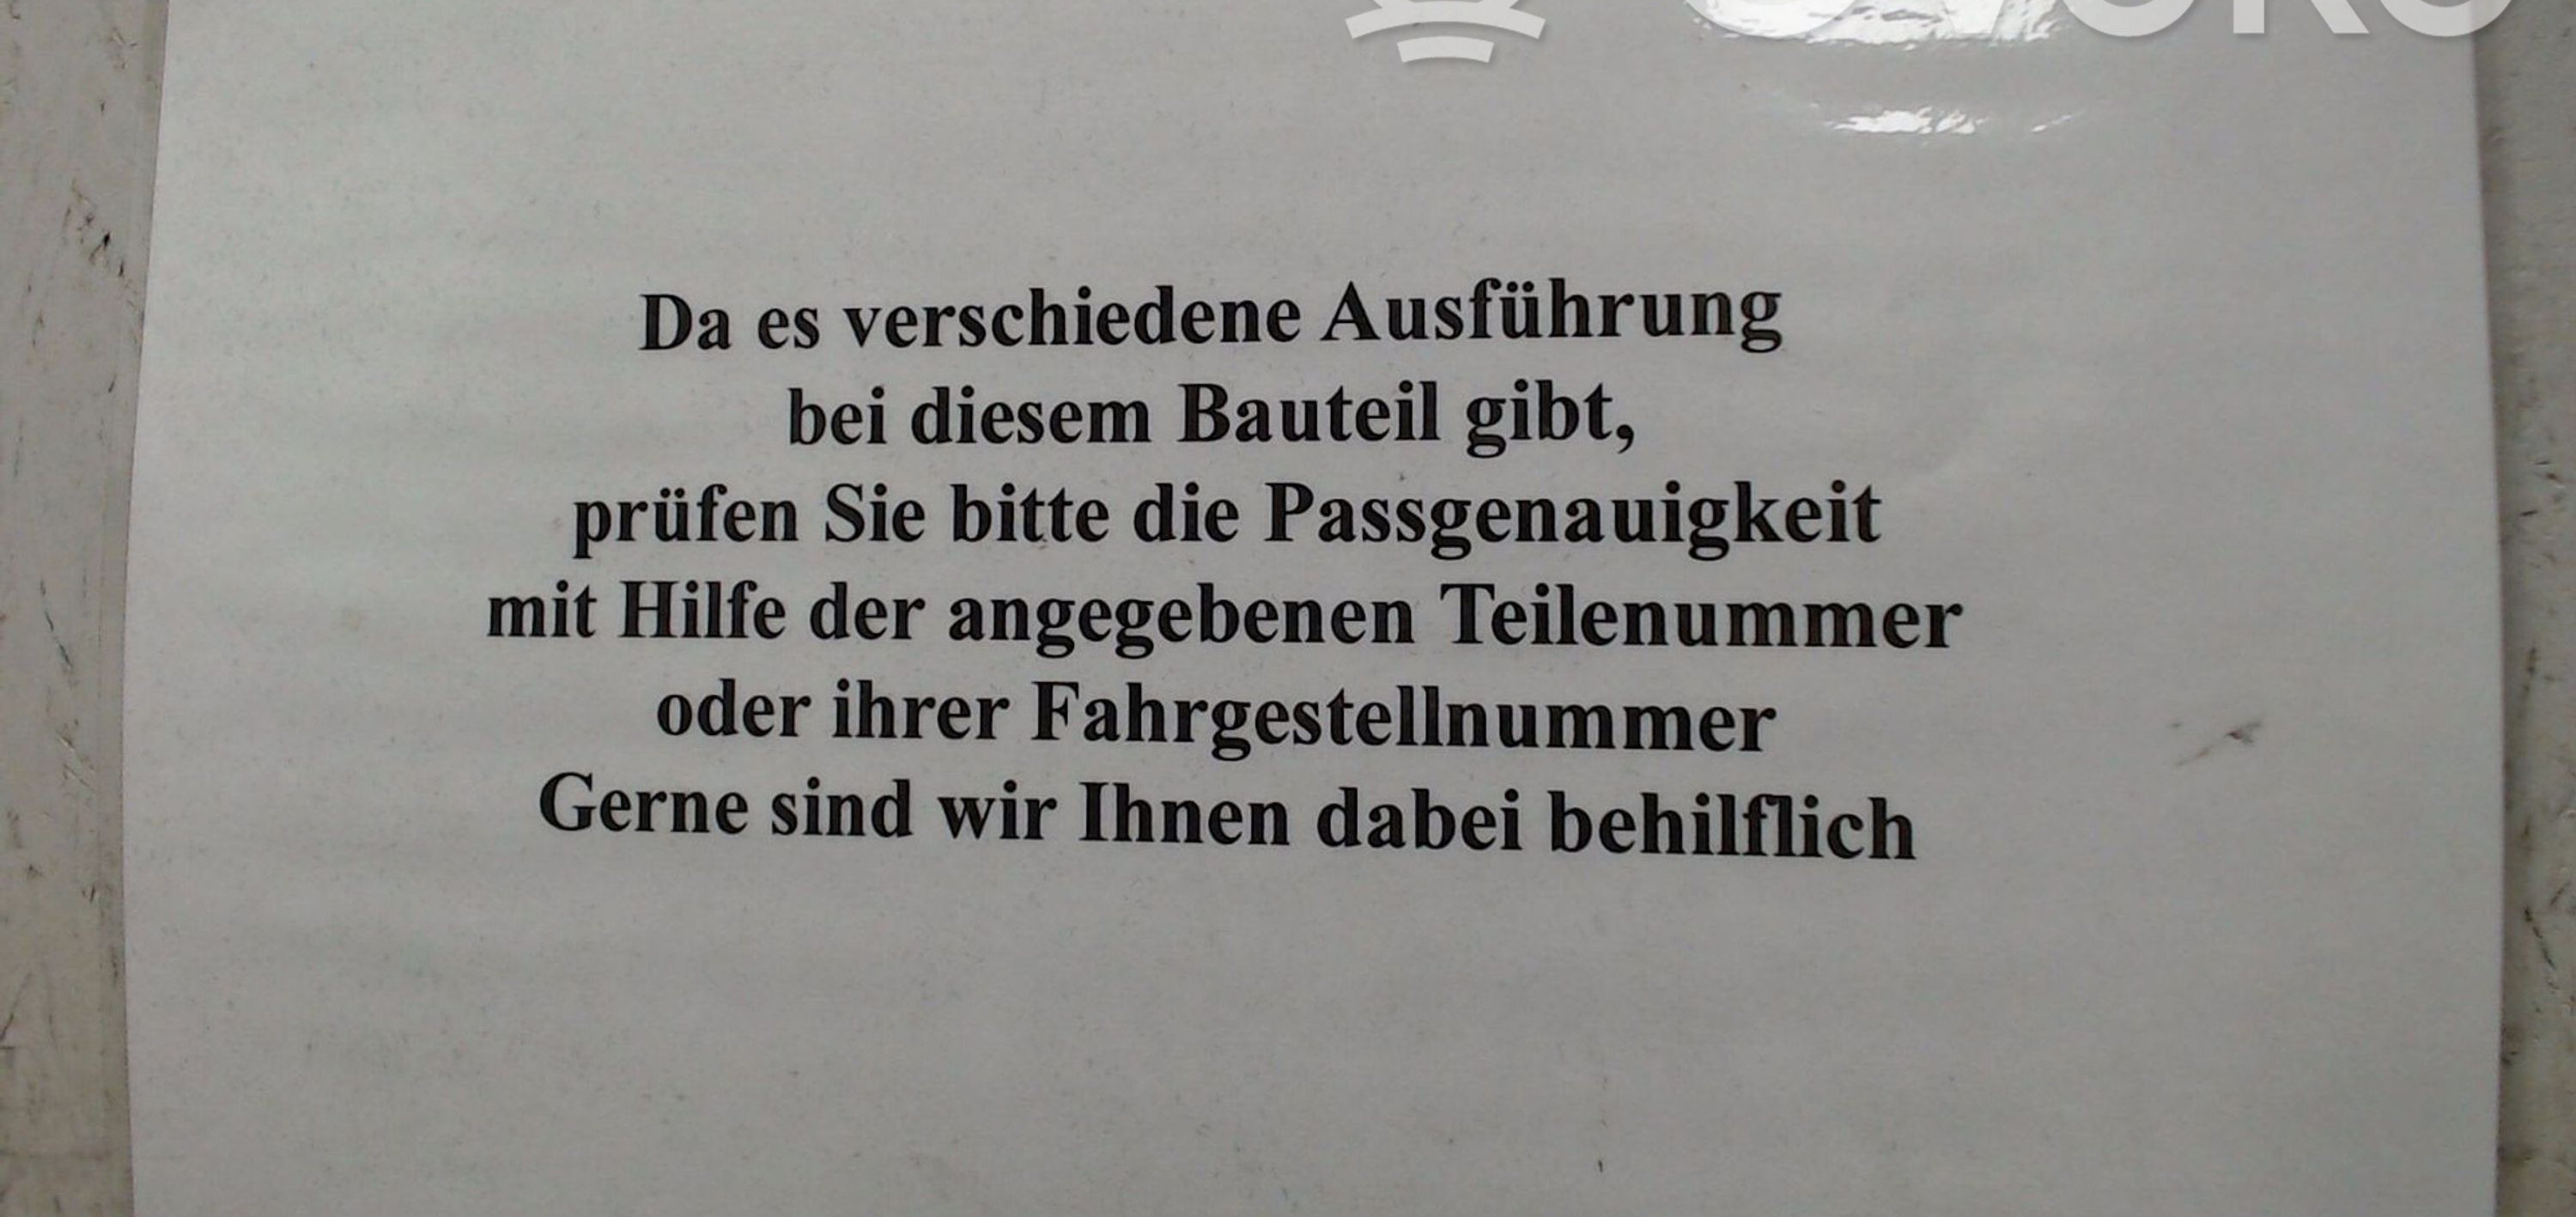 Da es verschiedene Ausführung
bei diesem Bauteil gibt,
prüfen Sie bitte die Passgenauigkeit
mit Hilfe der angegebenen Teilenummer
oder ihrer Fahrgestellnummer
Gerne sind wir Ihnen dabei behilflich